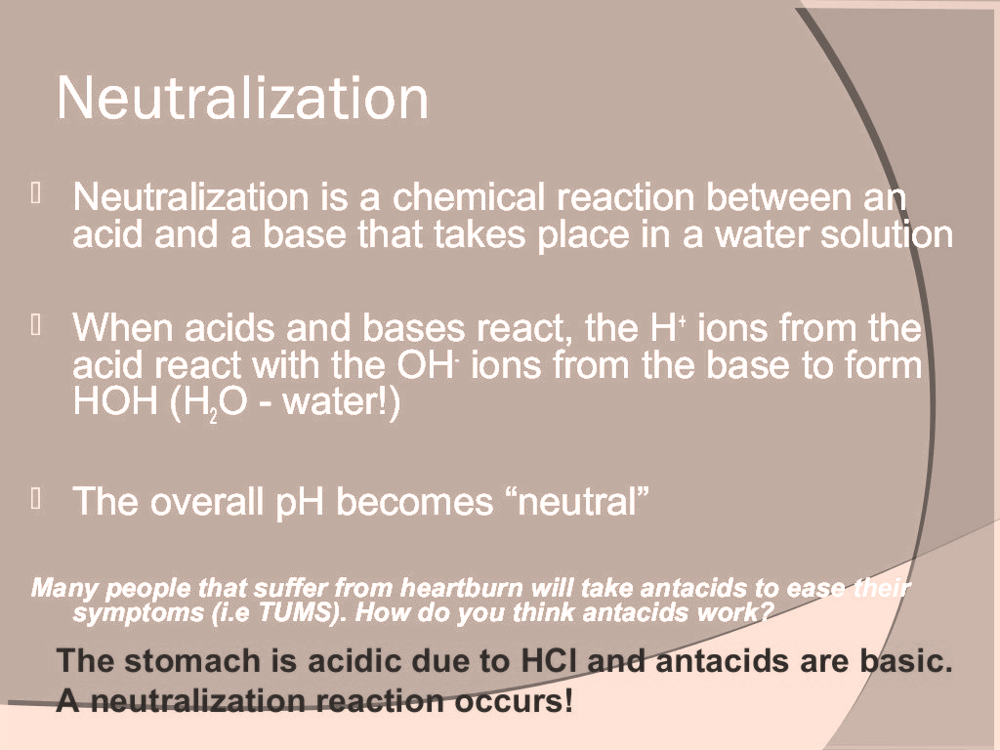 Neutralization
Neutralization is a chemical reaction between an
acid and a base that takes place in a water solution
When acids and bases react, the H⁺ ions from the
acid react with the OH⁻ ions from the base to form
HOH (H₂O - water!)
The overall pH becomes “neutral”
Many people that suffer from heartburn will take antacids to ease their
symptoms (i.e TUMS). How do you think antacids work?
The stomach is acidic due to HCl and antacids are basic.
A neutralization reaction occurs!